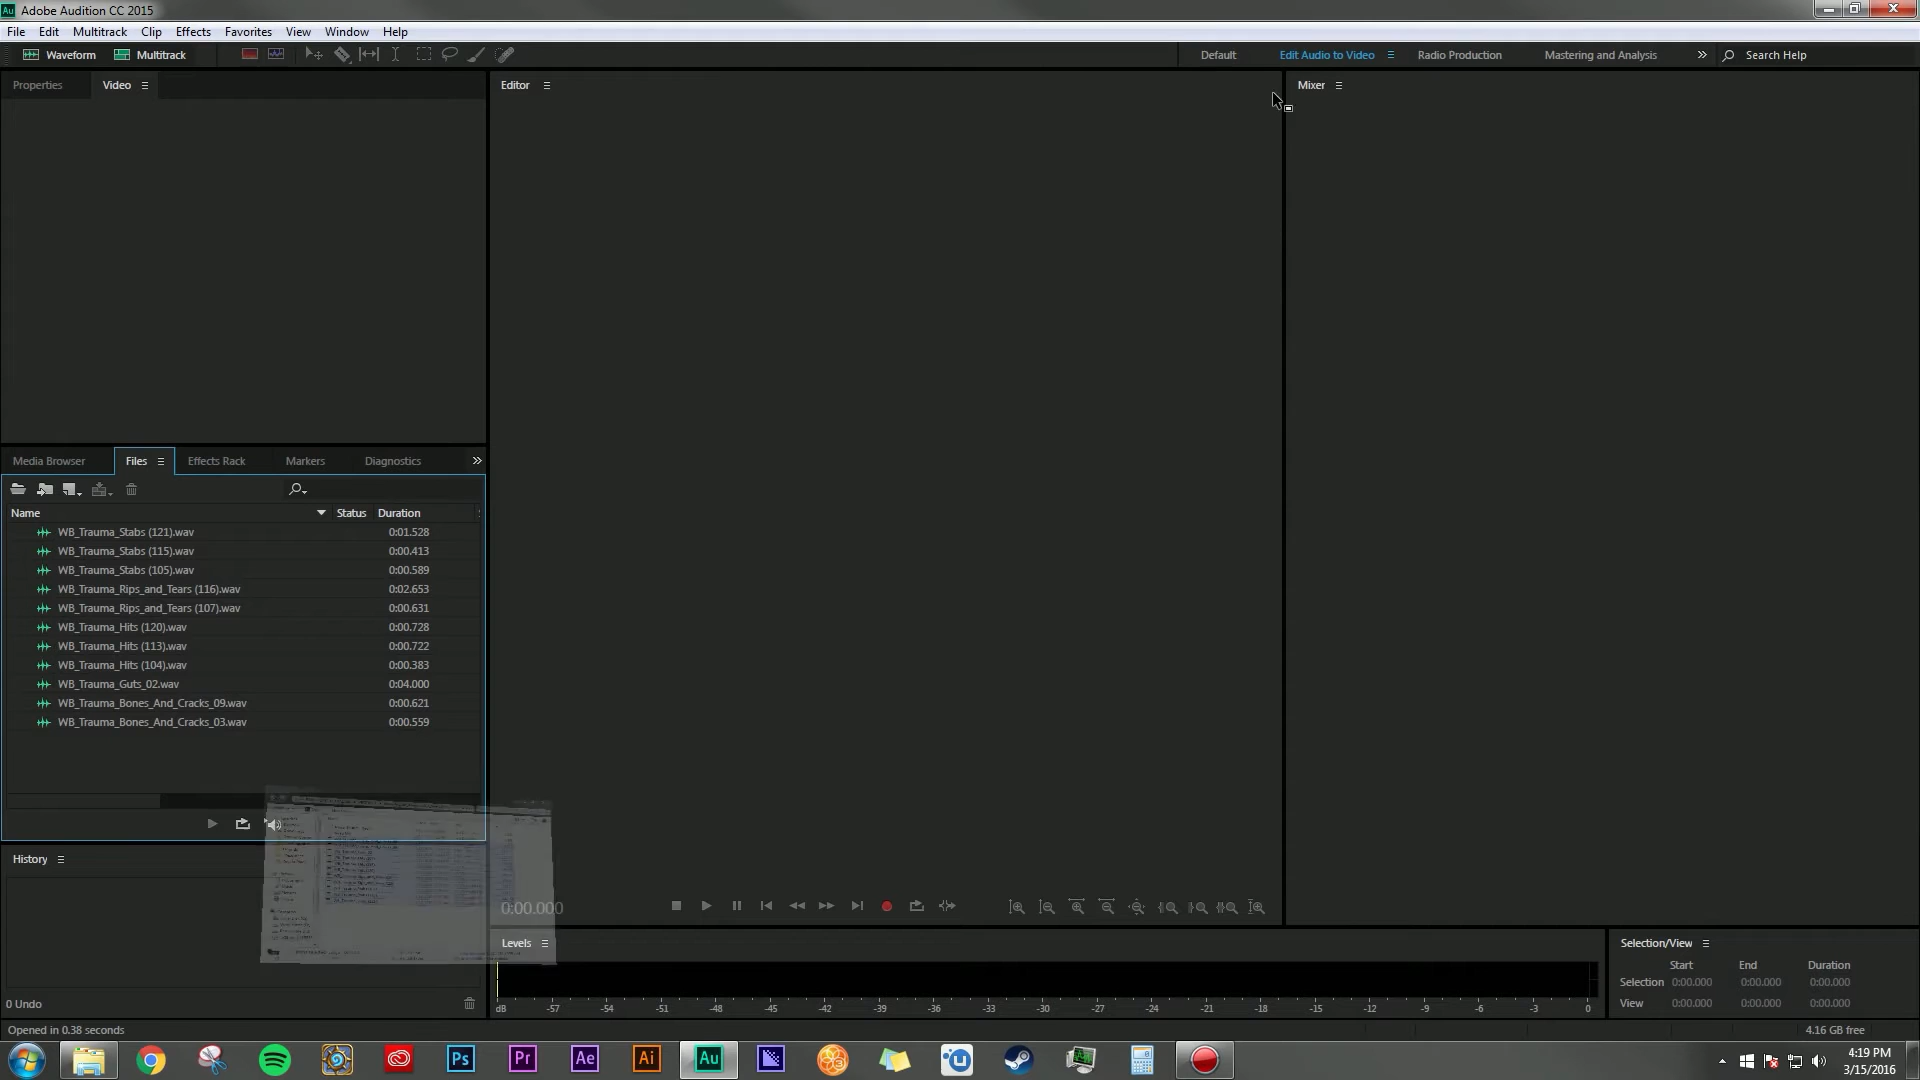 Au Adobe Audition CC 2015
File Edit Multitrack Clip Effects Favorites View Window Help
Waveform Multitrack Default Edit Audio to Video Radio Production Mastering and Analysis » Search Help
Properties Video Editor Mixer
Media Browser Files Effects Rack Markers Diagnostics »
Name Status Duration
WB_Trauma_Stabs (121).wav 0:01.528
WB_Trauma_Stabs (115).wav 0:00.413
WB_Trauma_Stabs (105).wav 0:00.589
WB_Trauma_Rips_and_Tears (116).wav 0:02.653
WB_Trauma_Rips_and_Tears (107).wav 0:00.631
WB_Trauma_Hits (120).wav 0:00.728
WB_Trauma_Hits (113).wav 0:00.722
WB_Trauma_Hits (104).wav 0:00.383
WB_Trauma_Guts_02.wav 0:04.000
WB_Trauma_Bones_And_Cracks_09.wav 0:00.621
WB_Trauma_Bones_And_Cracks_03.wav 0:00.559
History
0:00.000
Levels
dB -57 -54 -51 -48 -45 -42 -39 -36 -33 -30 -27 -24 -21 -18 -15 -12 -9 -6 -3 0
Selection/View
Start End Duration
Selection 0:00.000 0:00.000 0:00.000
View 0:00.000 0:00.000 0:00.000
0 Undo
Opened in 0.38 seconds 4.16 GB free
Ps Pr Ae Ai Au
4:19 PM
3/15/2016